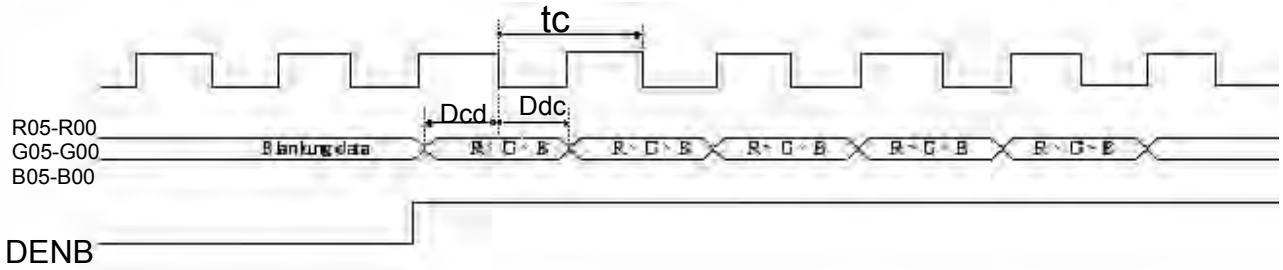 tc
Dcd Ddc
R05-R00
G05-G00 Blanking data R G B R G B R G B R G B R G B
B05-B00
DENB